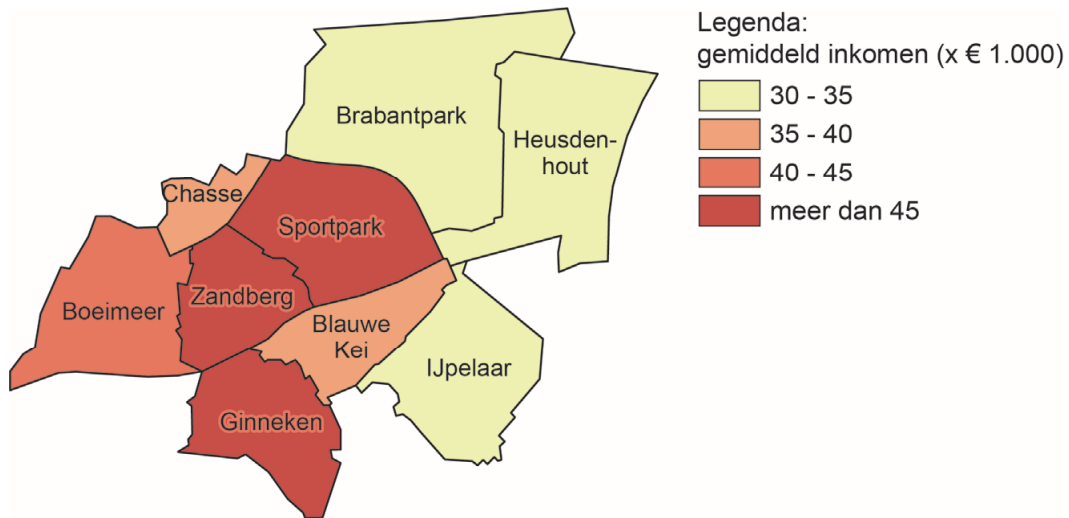 Legenda:
gemiddeld inkomen (x € 1.000)
30 - 35
35 - 40
40 - 45
meer dan 45
Brabantpark
Heusden-
hout
Chasse
Sportpark
Zandberg
Boeimeer
Blauwe
Kei
IJpelaar
Ginneken